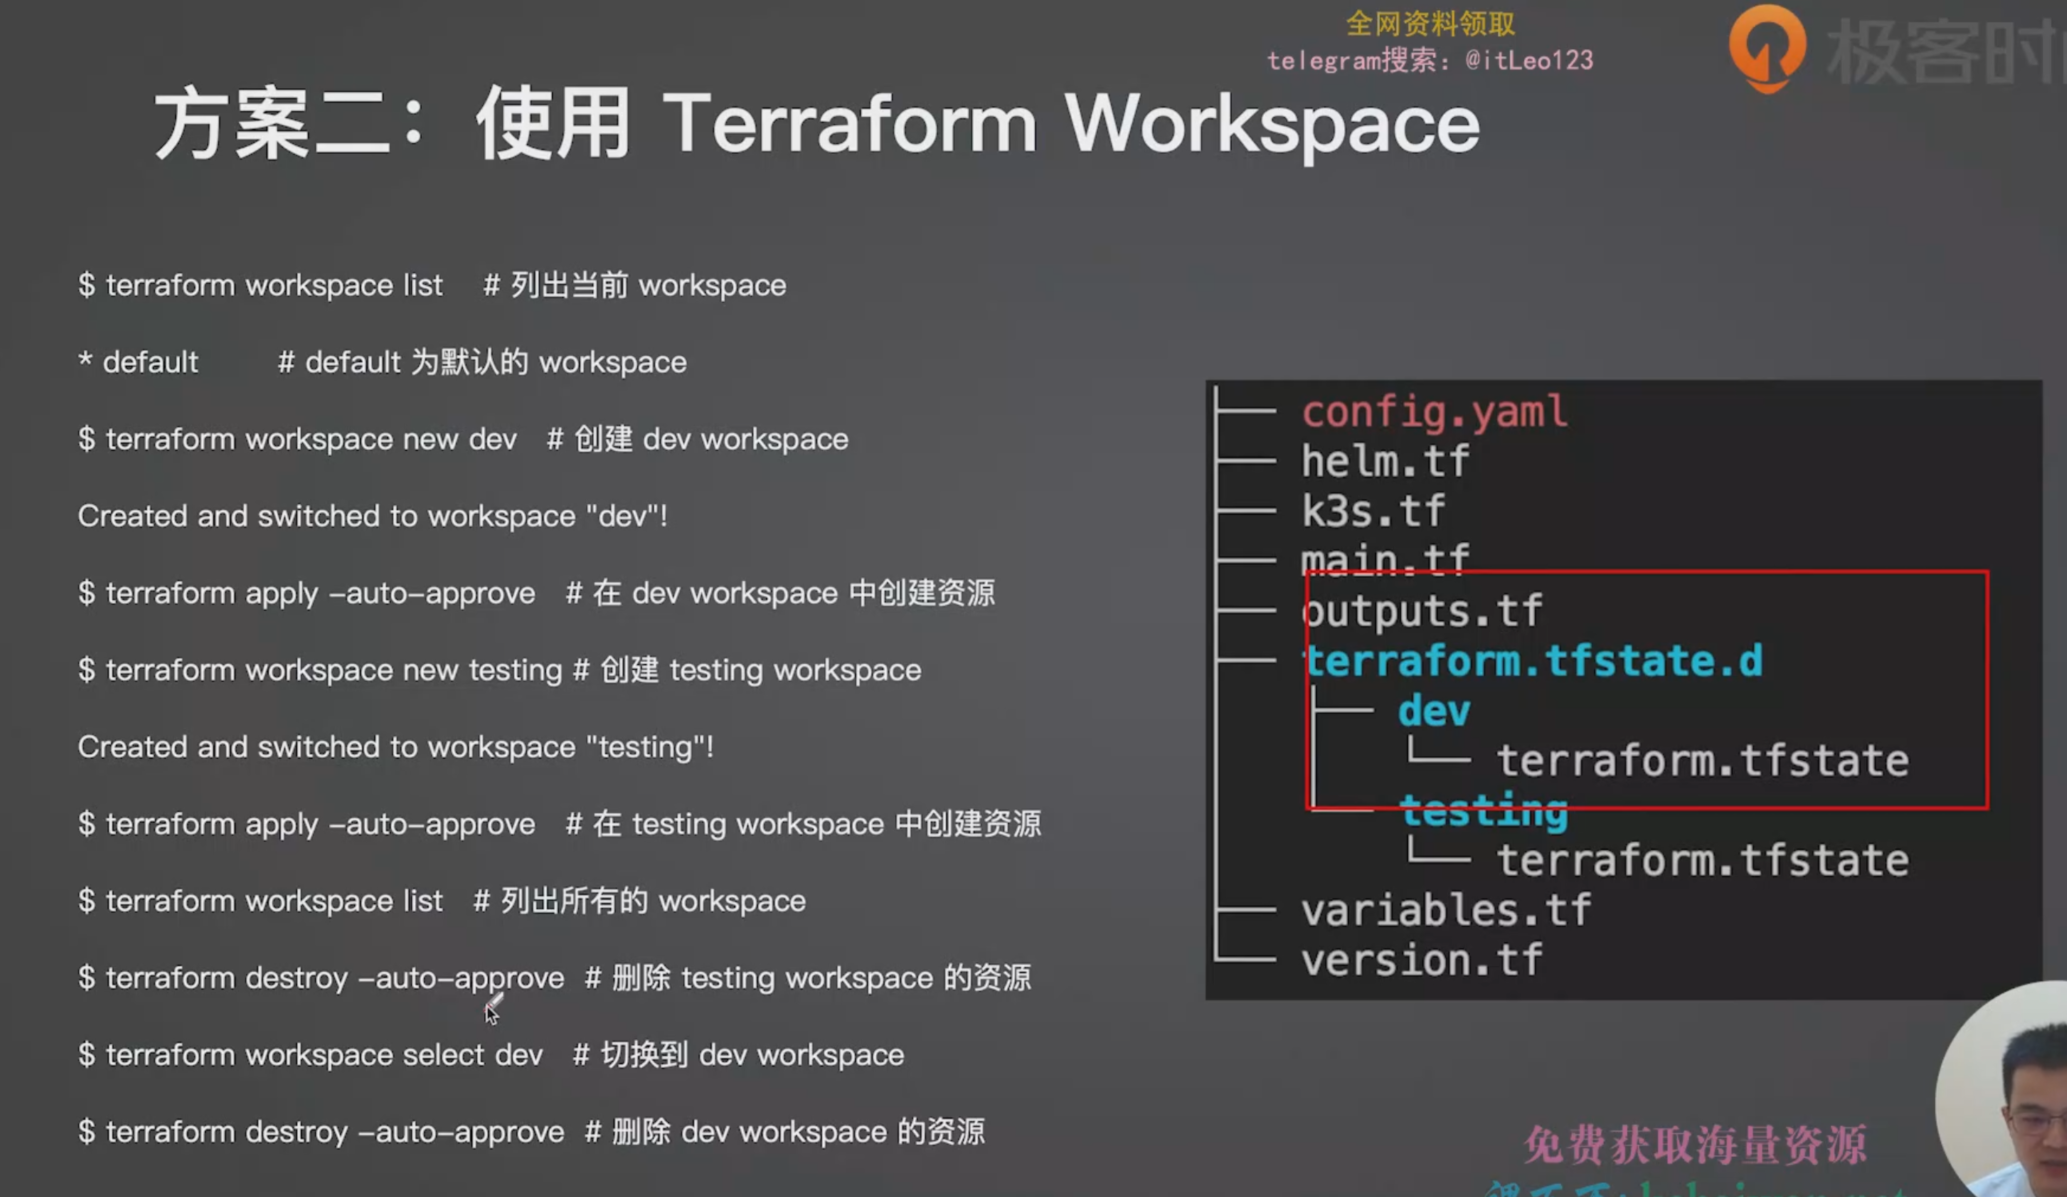 全网资料领取
telegram搜索：@itLeo123
极客时
方案二：使用 Terraform Workspace
$ terraform workspace list # 列出当前 workspace
* default # default 为默认的 workspace
$ terraform workspace new dev # 创建 dev workspace
Created and switched to workspace "dev"!
$ terraform apply –auto–approve # 在 dev workspace 中创建资源
$ terraform workspace new testing # 创建 testing workspace
Created and switched to workspace "testing"!
$ terraform apply –auto–approve # 在 testing workspace 中创建资源
$ terraform workspace list # 列出所有的 workspace
$ terraform destroy –auto–approve # 删除 testing workspace 的资源
$ terraform workspace select dev # 切换到 dev workspace
$ terraform destroy –auto–approve # 删除 dev workspace 的资源
config.yaml
helm.tf
k3s.tf
main.tf
outputs.tf
terraform.tfstate.d
dev
terraform.tfstate
testing
terraform.tfstate
variables.tf
version.tf
免费获取海量资源